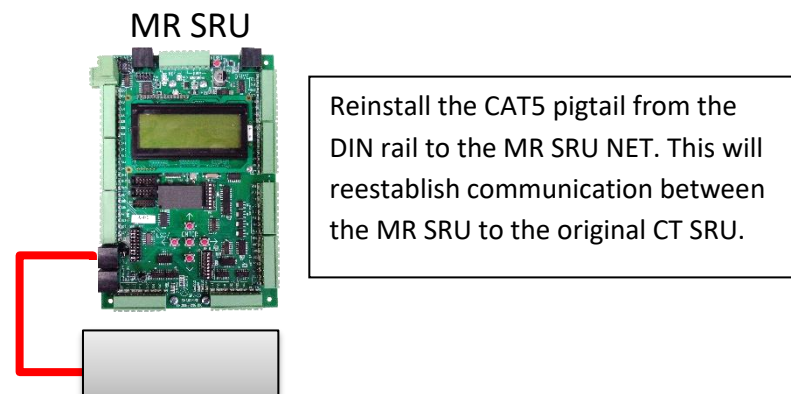 MR SRU
Reinstall the CAT5 pigtail from the
DIN rail to the MR SRU NET. This will
reestablish communication between
the MR SRU to the original CT SRU.